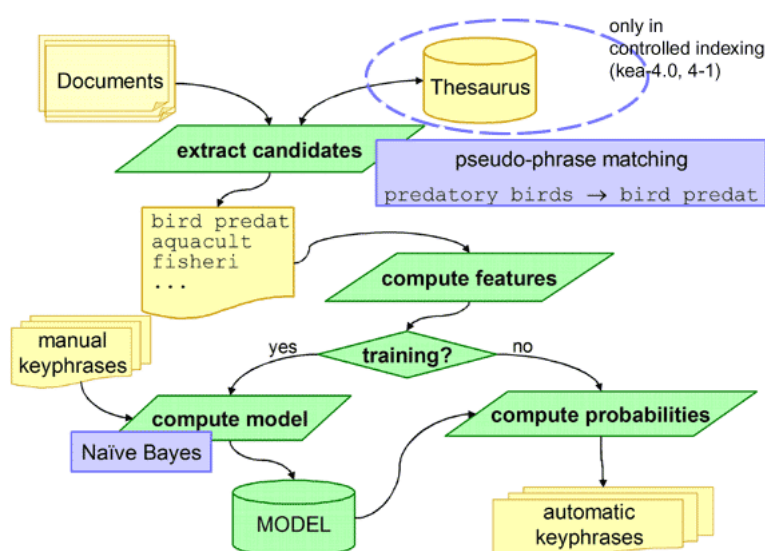 only in
controlled indexing
(kea-4.0, 4-1)
Documents
Thesaurus
extract candidates
pseudo-phrase matching
predatory birds → bird predat
bird predat
aquacult
fisheri
...
compute features
manual
keyphrases
yes
training?
no
compute model
compute probabilities
Naïve Bayes
MODEL
automatic
keyphrases